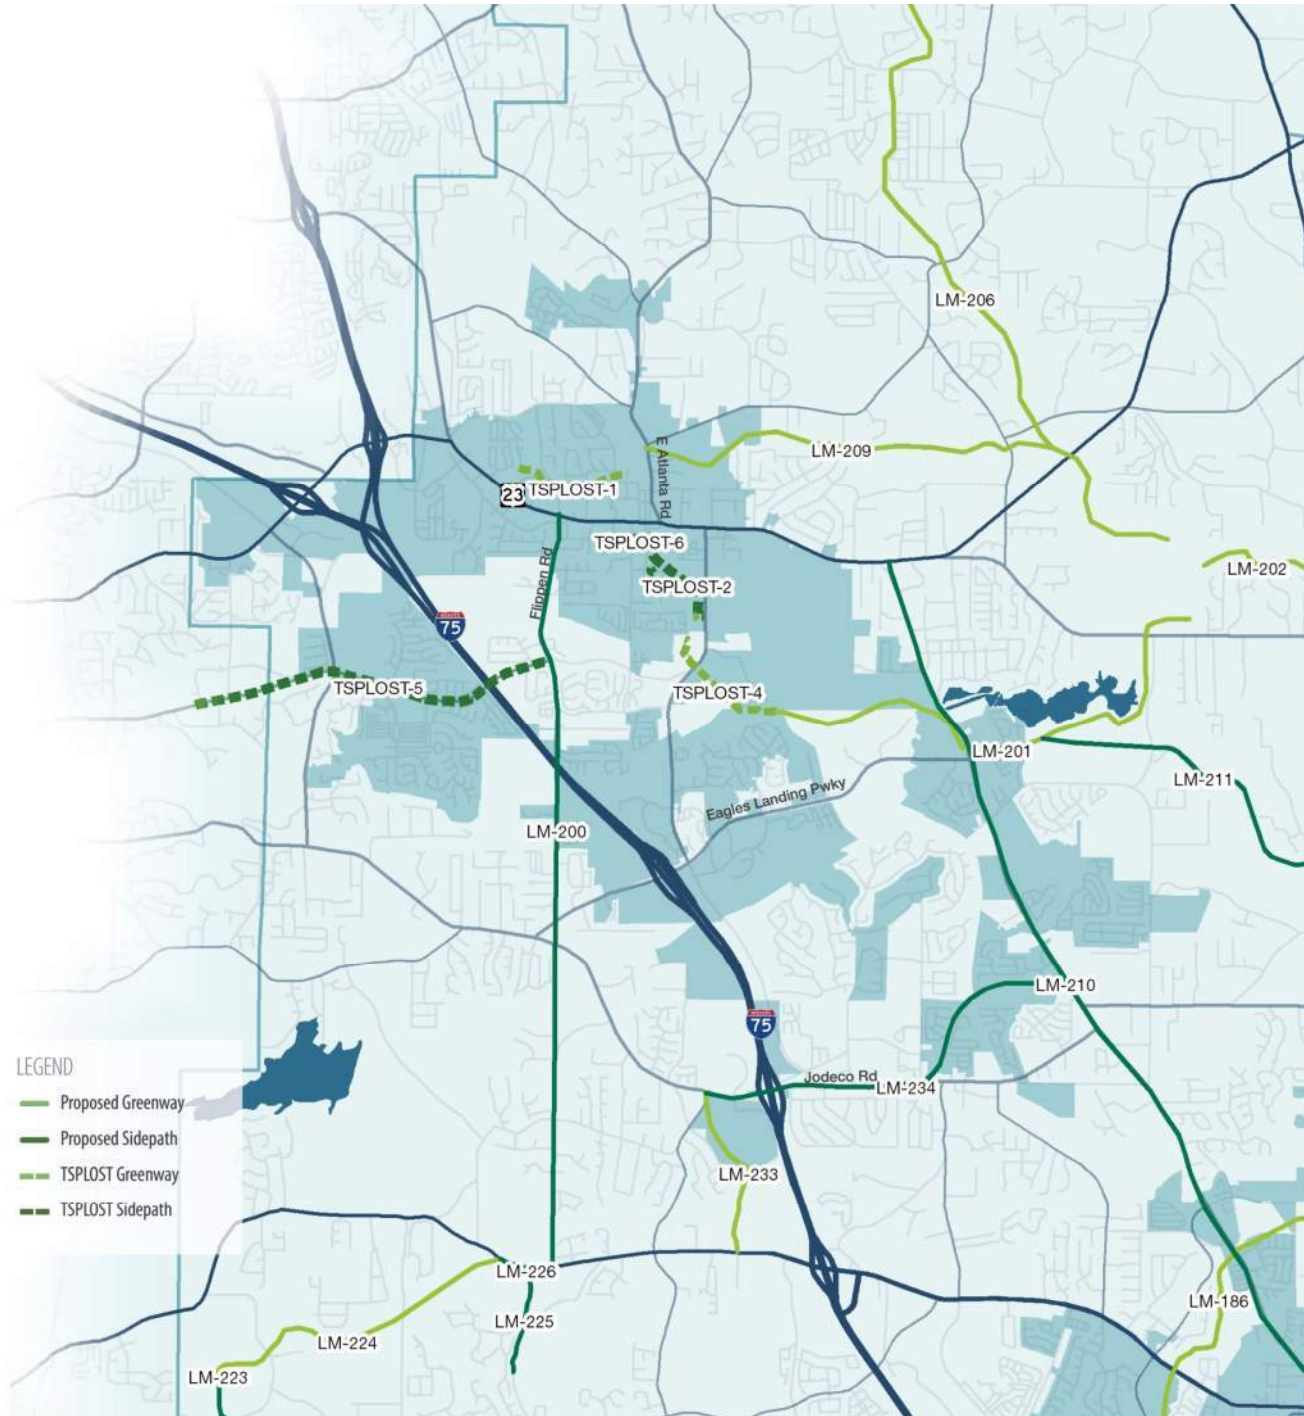 LM-206
E Atlanta Rd
LM-209
23
TSPLOST-1
TSPLOST-6
LM-202
Flippen Rd
TSPLOST-2
75
TSPLOST-5
TSPLOST-4
LM-201
LM-211
Eagles Landing Pwky
LM-200
LM-210
75
LEGEND
Proposed Greenway
Proposed Sidepath
TSPLOST Greenway
TSPLOST Sidepath
Jodeco Rd
LM-234
LM-233
LM-226
LM-186
LM-225
LM-224
LM-223